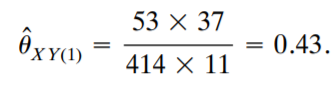 θ̂XY(1) = 53 × 37 / 414 × 11 = 0.43.